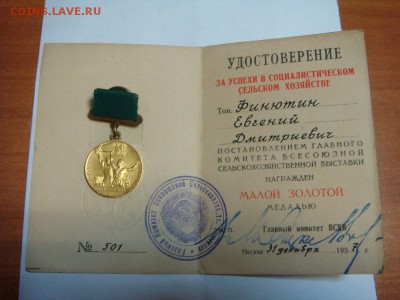 COINS.LAVE.RU
УДОСТОВЕРЕНИЕ
ЗА УСПЕХИ В СОЦИАЛИСТИЧЕСКОМ
СЕЛЬСКОМ ХОЗЯЙСТВЕ
Тов. Финютин
Евгений
Дмитриевич
ПОСТАНОВЛЕНИЕМ ГЛАВНОГО
КОМИТЕТА ВСЕСОЮЗНОЙ
СЕЛЬСКОХОЗЯЙСТВЕННОЙ ВЫСТАВКИ
НАГРАЖДЕН
МАЛОЙ ЗОЛОТОЙ
МЕДАЛЬЮ
Главный комитет ВСХВ
Москва 31 декабря 1957 г.
№ 501